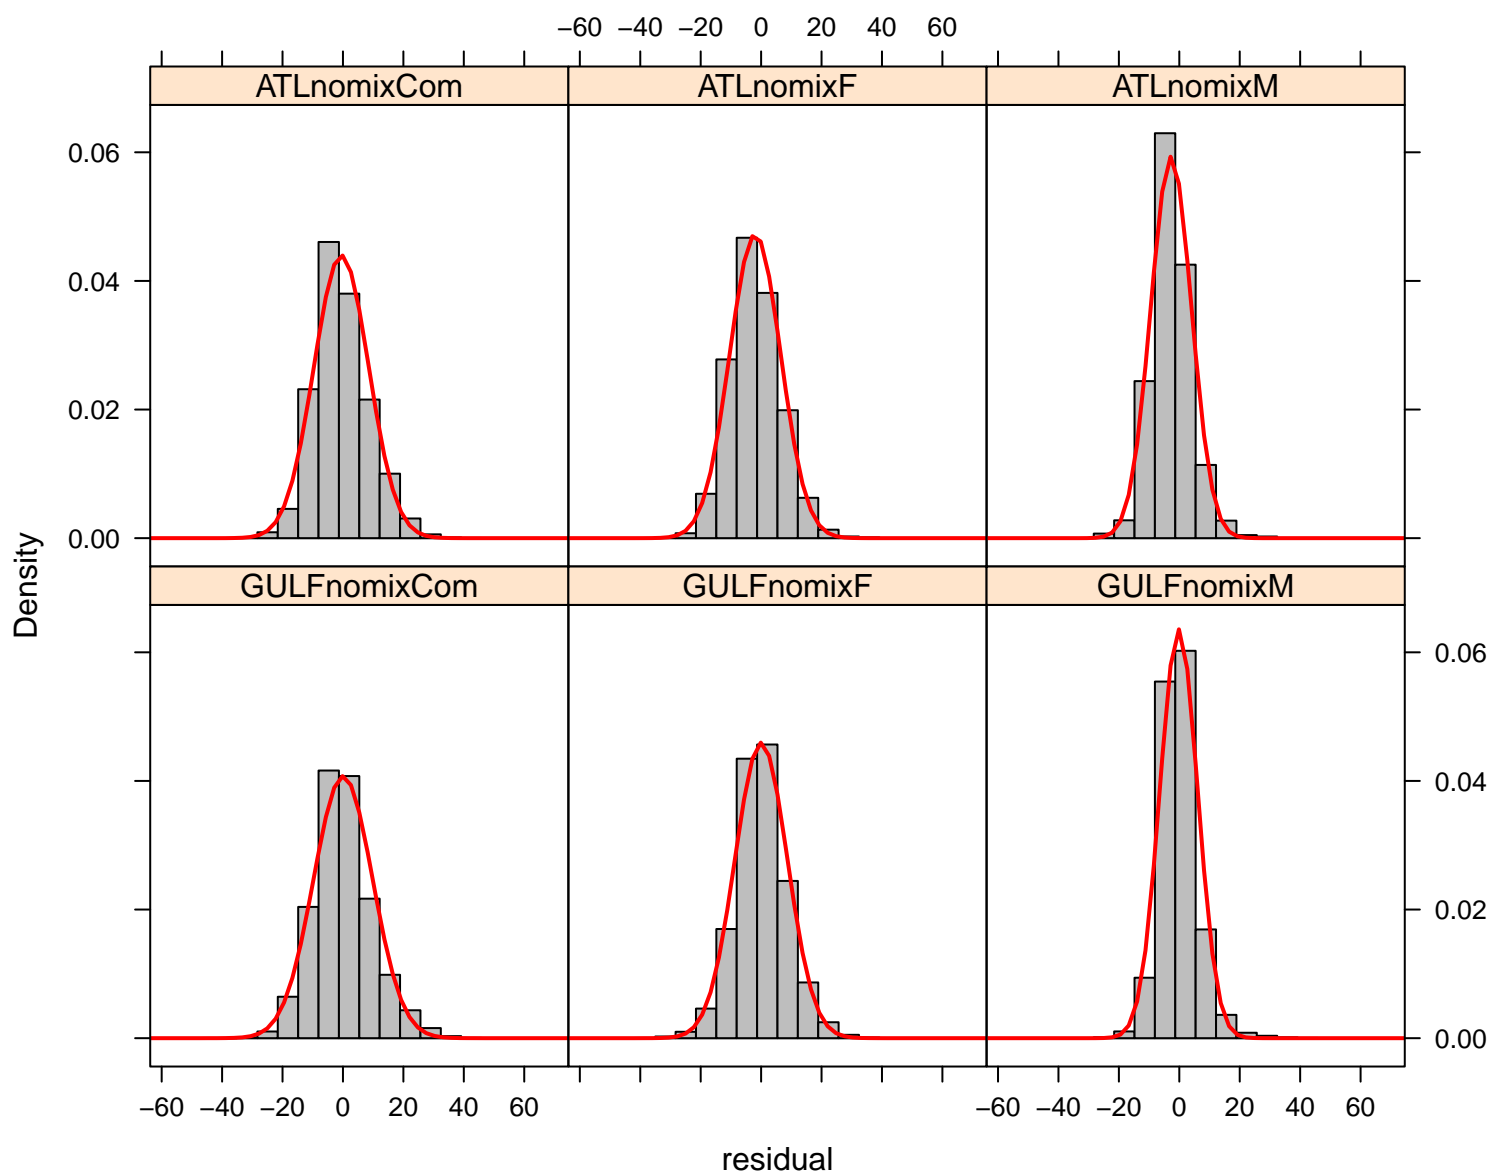 −60 −40 −20 0 20 40 60
ATLnomixCom ATLnomixF ATLnomixM
0.06
0.04
0.02
0.00
Density
GULFnomixCom GULFnomixF GULFnomixM
0.06
0.04
0.02
0.00
−60 −40 −20 0 20 40 60 −60 −40 −20 0 20 40 60
residual